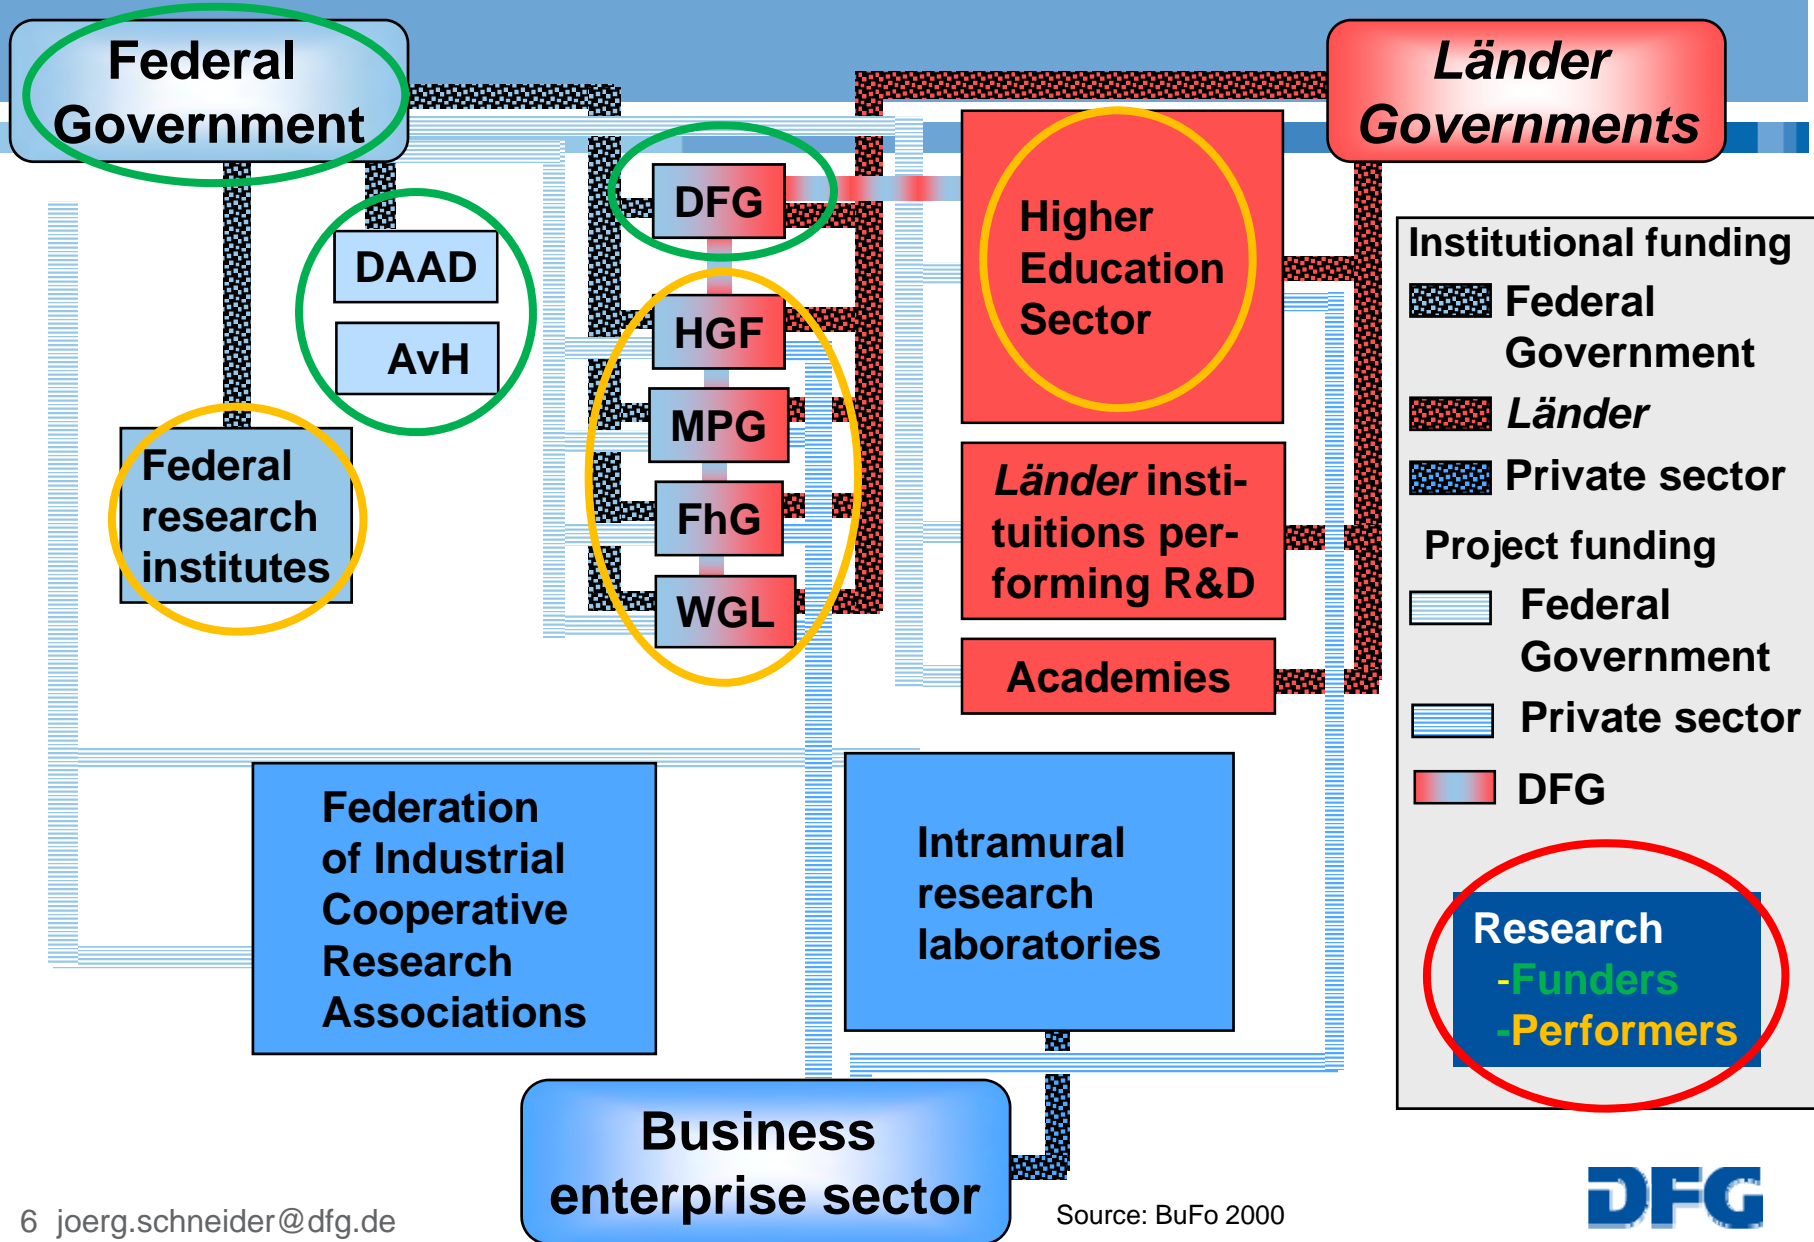 Federal
Government
Länder
Governments
DFG
DAAD
AvH
HGF
MPG
FhG
WGL
Higher
Education
Sector
Federal
research
institutes
Länder insti-
tuitions per-
forming R&D
Academies
Institutional funding
Federal
Government
Länder
Private sector
Project funding
Federal
Government
Private sector
DFG
Research
-Funders
-Performers
Federation
of Industrial
Cooperative
Research
Associations
Intramural
research
laboratories
Business
enterprise sector
6 joerg.schneider@dfg.de
Source: BuFo 2000
DFG